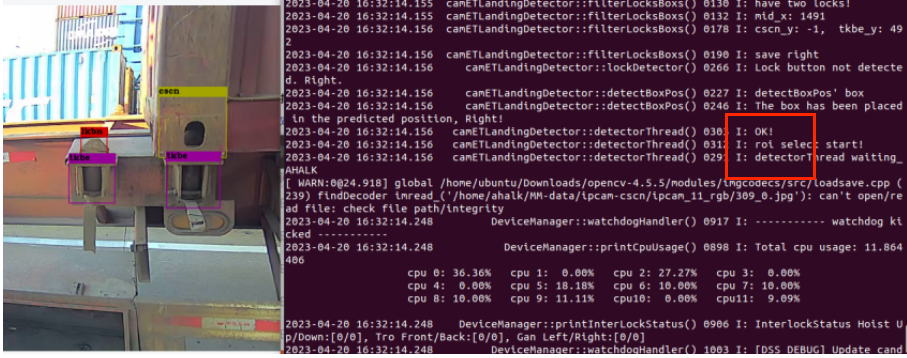 cscn
tkbn
tkbe
tkbe
2023-04-20 16:32:14.155  camETLandingDetector::filterLocksBoxs() 0130 I: have two locks!
2023-04-20 16:32:14.156  camETLandingDetector::filterLocksBoxs() 0132 I: mid_x: 1491
2023-04-20 16:32:14.156  camETLandingDetector::filterLocksBoxs() 0178 I: cscn_y: -1,  tkbe_y: 49
2
2023-04-20 16:32:14.156  camETLandingDetector::filterLocksBoxs() 0190 I: save right
2023-04-20 16:32:14.156     camETLandingDetector::lockDetector() 0266 I: Lock button not detecte
d. Right.
2023-04-20 16:32:14.156     camETLandingDetector::detectBoxPos() 0227 I: detectBoxPos' box
2023-04-20 16:32:14.156     camETLandingDetector::detectBoxPos() 0246 I: The box has been placed
 in the predicted position, Right!
2023-04-20 16:32:14.156   camETLandingDetector::detectorThread() 0303 I: OK!
2023-04-20 16:32:14.156   camETLandingDetector::detectorThread() 0312 I: roi select start!
2023-04-20 16:32:14.156   camETLandingDetector::detectorThread() 0291 I: detectorThread waiting_
AHALK
[ WARN:0@24.918] global /home/ubuntu/Downloads/opencv-4.5.5/modules/imgcodecs/src/loadsave.cpp (
239) findDecoder imread_('/home/ahalk/MM-data/ipcam-cscn/ipcam_11_rgb/309_0.jpg'): can't open/re
ad file: check file path/integrity
2023-04-20 16:32:14.248          DeviceManager::watchdogHandler() 0917 I: ----------- watchdog ki
cked -----------
2023-04-20 16:32:14.248            DeviceManager::printCpuUsage() 0898 I: Total cpu usage: 11.864
406
cpu 0: 36.36%   cpu 1:  0.00%   cpu 2: 27.27%   cpu 3:  0.00%
cpu 4:  0.00%   cpu 5: 18.18%   cpu 6: 10.00%   cpu 7: 10.00%
cpu 8: 10.00%   cpu 9: 11.11%   cpu10:  0.00%   cpu11:  9.09%
2023-04-20 16:32:14.248    DeviceManager::printInterLockStatus() 0906 I: InterlockStatus Hoist U
p/Down:[0/0], Tro Front/Back:[0/0], Gan Left/Right:[0/0]
2023-04-20 16:32:14.248         DeviceManager::watchdogHandler() 1003 I: [DSS DEBUG] Update cand